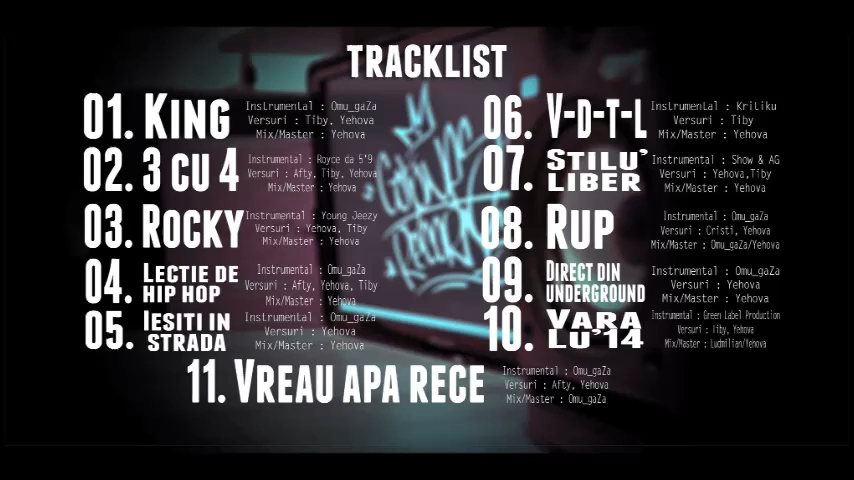 TRACKLIST
01. KING
Instrumental : Omu_gaZa
Versuri : Tiby, Yehova
Mix/Master : Yehova
02. 3 CU 4
Instrumental : Royce da 5'9
Versuri : Afty, Tiby, Yehova
Mix/Master : Yehova
03. ROCKY
Instrumental : Young Jeezy
Versuri : Yehova, Tiby
Mix/Master : Yehova
04. LECTIE DE
HIP HOP
Instrumental : Omu_gaZa
Versuri : Afty, Yehova, Tiby
Mix/Master : Yehova
05. IESITI IN
STRADA
Instrumental : Omu_gaZa
Versuri : Yehova
Mix/Master : Yehova
06. V-D-T-L
Instrumental : KriLiku
Versuri : Tiby
Mix/Master : Yehova
07. STILU'
LIBER
Instrumental : Show & AG
Versuri : Yehova,Tiby
Mix/Master : Yehova
08. RUP
Instrumental : Omu_gaZa
Versuri : Cristi, Yehova
Mix/Master : Omu_gaZa/Yehova
09. DIRECT DIN
UNDERGROUND
Instrumental : Omu_gaZa
Versuri : Yehova
Mix/Master : Yehova
10. VARA
LU'14
Instrumental : Green Label Production
Versuri : Tiby, Yehova
Mix/Master : Ludmilian/Yehova
11. VREAU APA RECE
Instrumental : Omu_gaZa
Versuri : Afty, Yehova
Mix/Master : Omu_gaZa